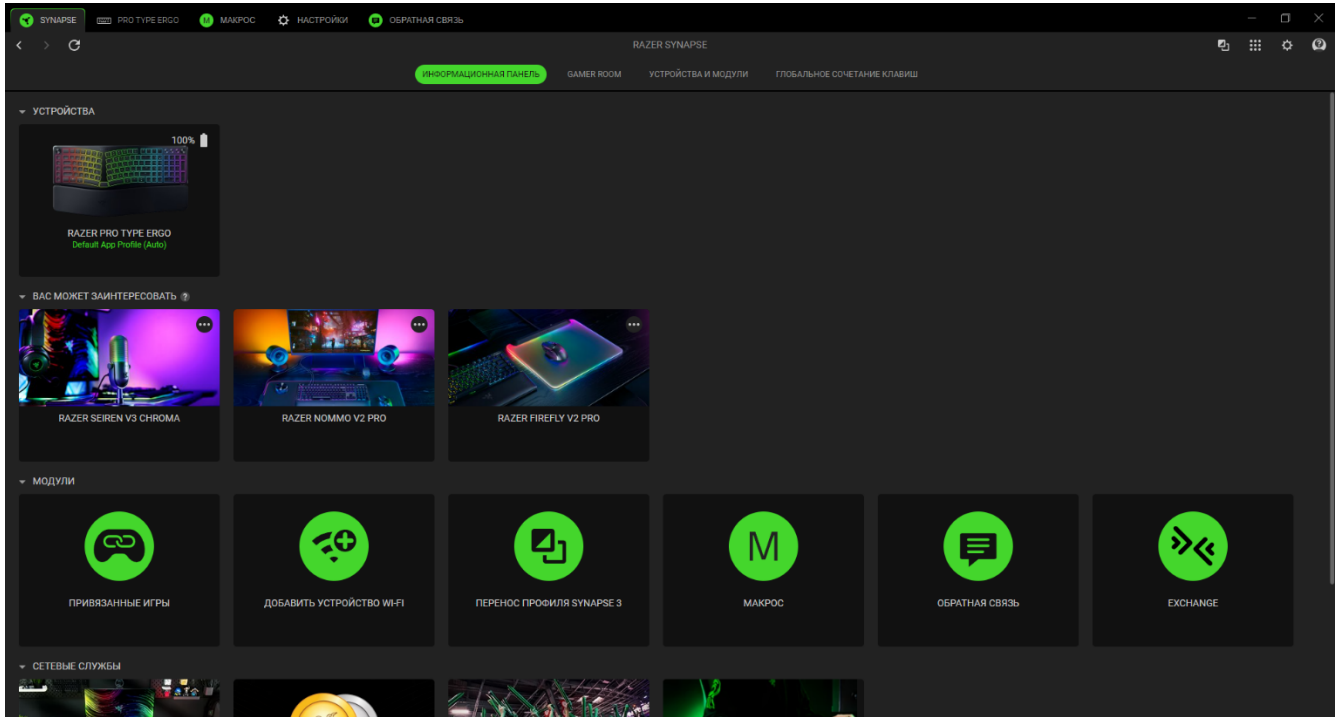 SYNAPSE
PRO TYPE ERGO
M
МАКРОС
НАСТРОЙКИ
ОБРАТНАЯ СВЯЗЬ
RAZER SYNAPSE
ИНФОРМАЦИОННАЯ ПАНЕЛЬ
GAMER ROOM
УСТРОЙСТВА И МОДУЛИ
ГЛОБАЛЬНОЕ СОЧЕТАНИЕ КЛАВИШ
УСТРОЙСТВА
100%
RAZER PRO TYPE ERGO
Default App Profile (Auto)
ВАС МОЖЕТ ЗАИНТЕРЕСОВАТЬ ?
RAZER SEIREN V3 CHROMA
RAZER NOMMO V2 PRO
RAZER FIREFLY V2 PRO
МОДУЛИ
M
ПРИВЯЗАННЫЕ ИГРЫ
ДОБАВИТЬ УСТРОЙСТВО WI-FI
ПЕРЕНОС ПРОФИЛЯ SYNAPSE 3
МАКРОС
ОБРАТНАЯ СВЯЗЬ
EXCHANGE
СЕТЕВЫЕ СЛУЖБЫ